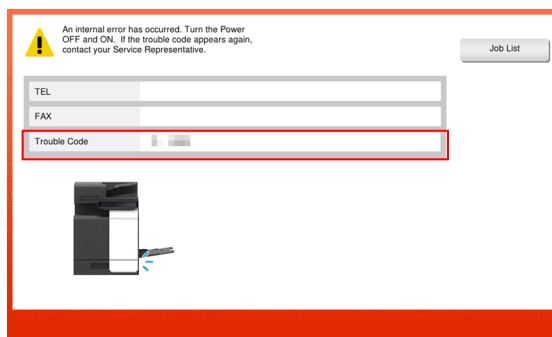 An internal error has occurred. Turn the Power
OFF and ON. If the trouble code appears again,
contact your Service Representative.
Job List
TEL
FAX
Trouble Code